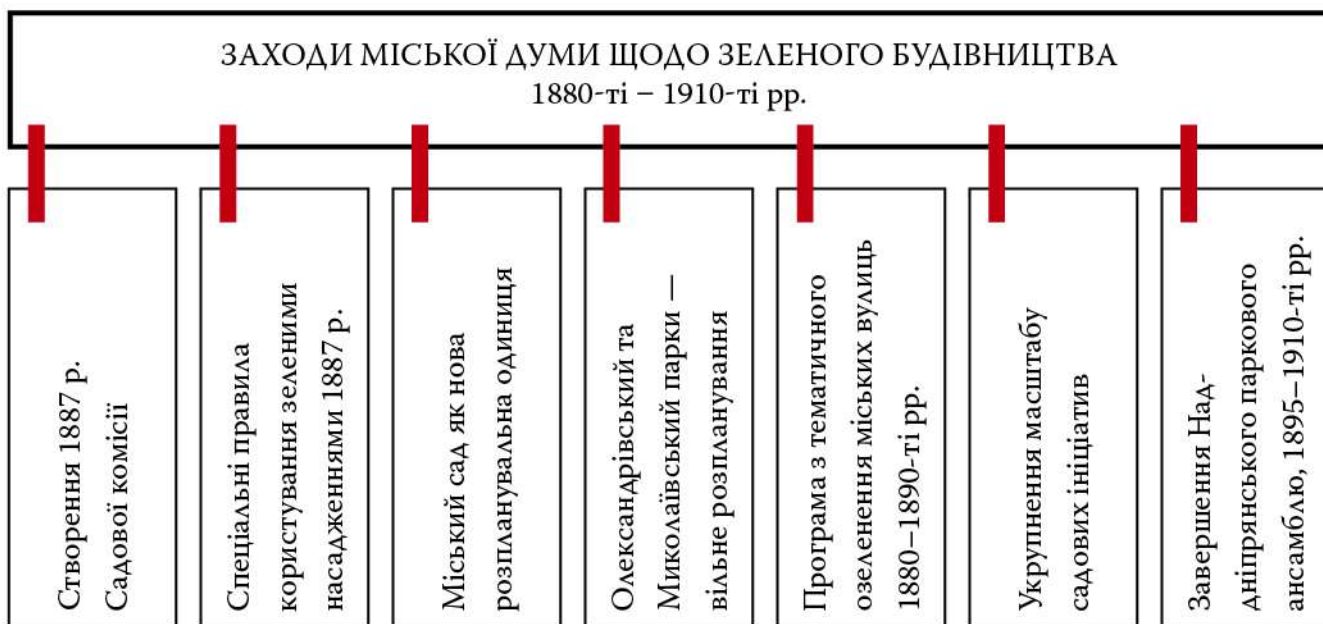 ЗАХОДИ МІСЬКОЇ ДУМИ ЩОДО ЗЕЛЕНОГО БУДІВНИЦТВА
1880-ті – 1910-ті рр.
Створення 1887 р.
Садової комісії
Спеціальні правила
користування зеленими
насадженнями 1887 р.
Міський сад як нова
розпланувальна одиниця
Олександрівський та
Миколаївський парки —
вільне розпланування
Програма з тематичного
озеленення міських вулиць
1880–1890-ті рр.
Укрупнення масштабу
садових ініціатив
Завершення Над-
дніпрянського паркового
ансамблю, 1895–1910-ті рр.